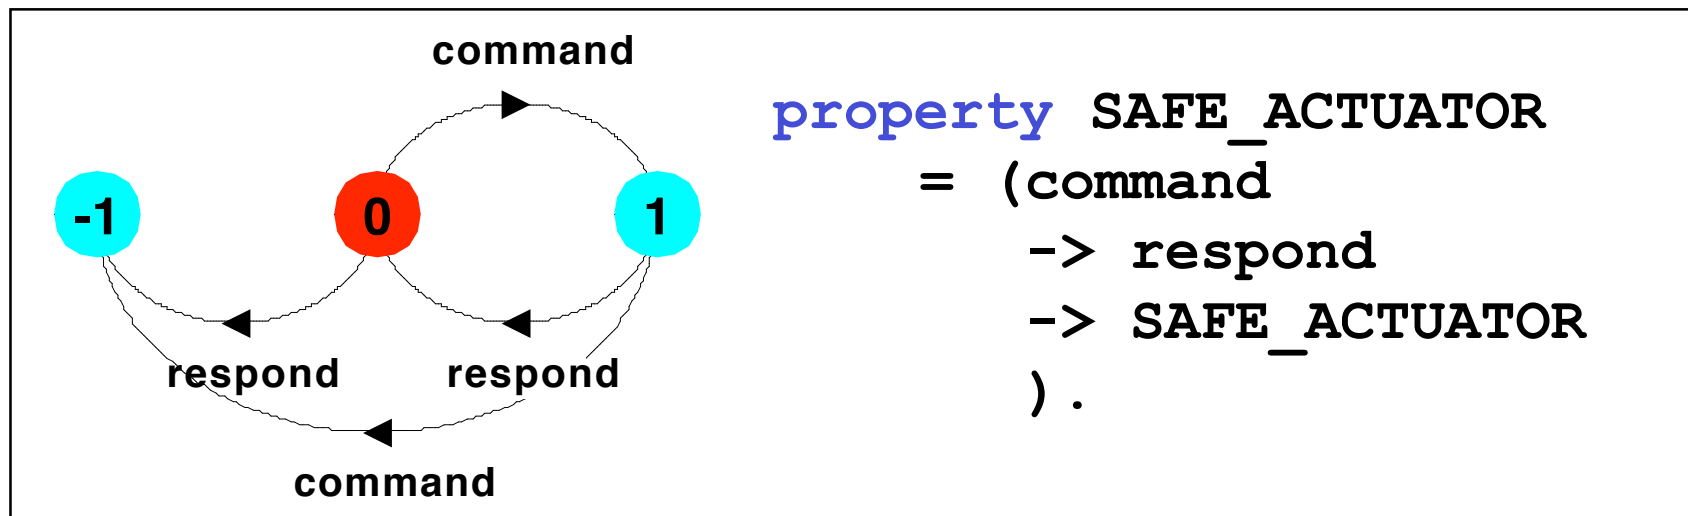 command
-1 0 1
respond respond
command
property SAFE_ACTUATOR
= (command
-> respond
-> SAFE_ACTUATOR
).